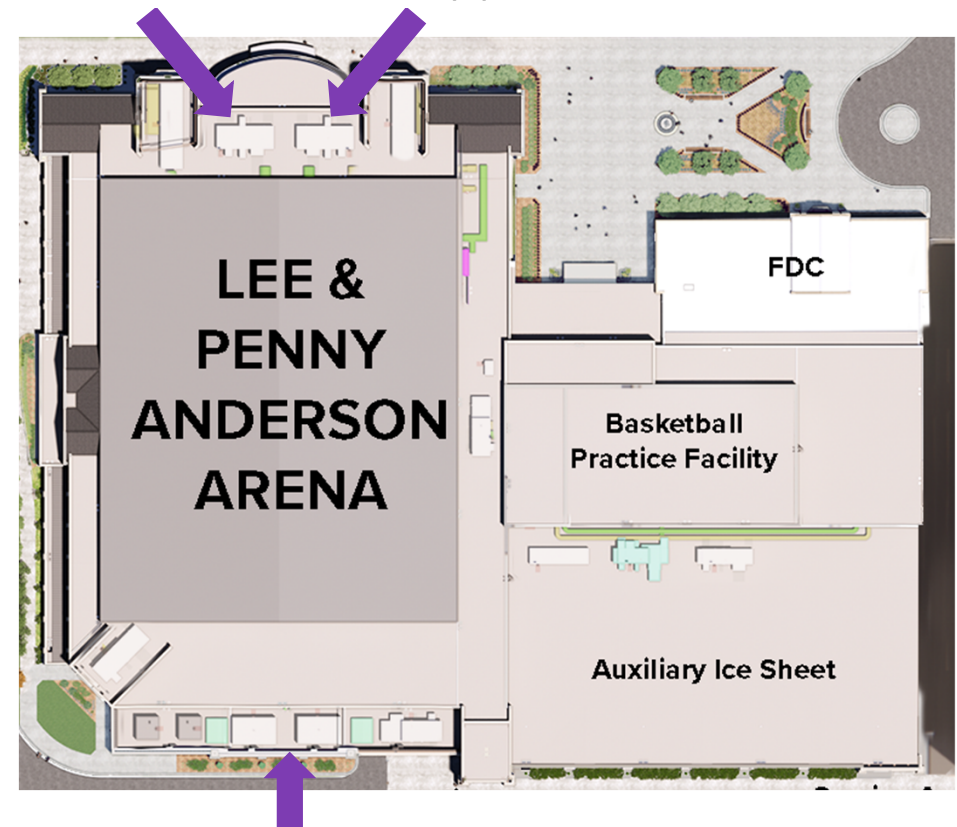 LEE &
PENNY
ANDERSON
ARENA
FDC
Basketball
Practice Facility
Auxiliary Ice Sheet